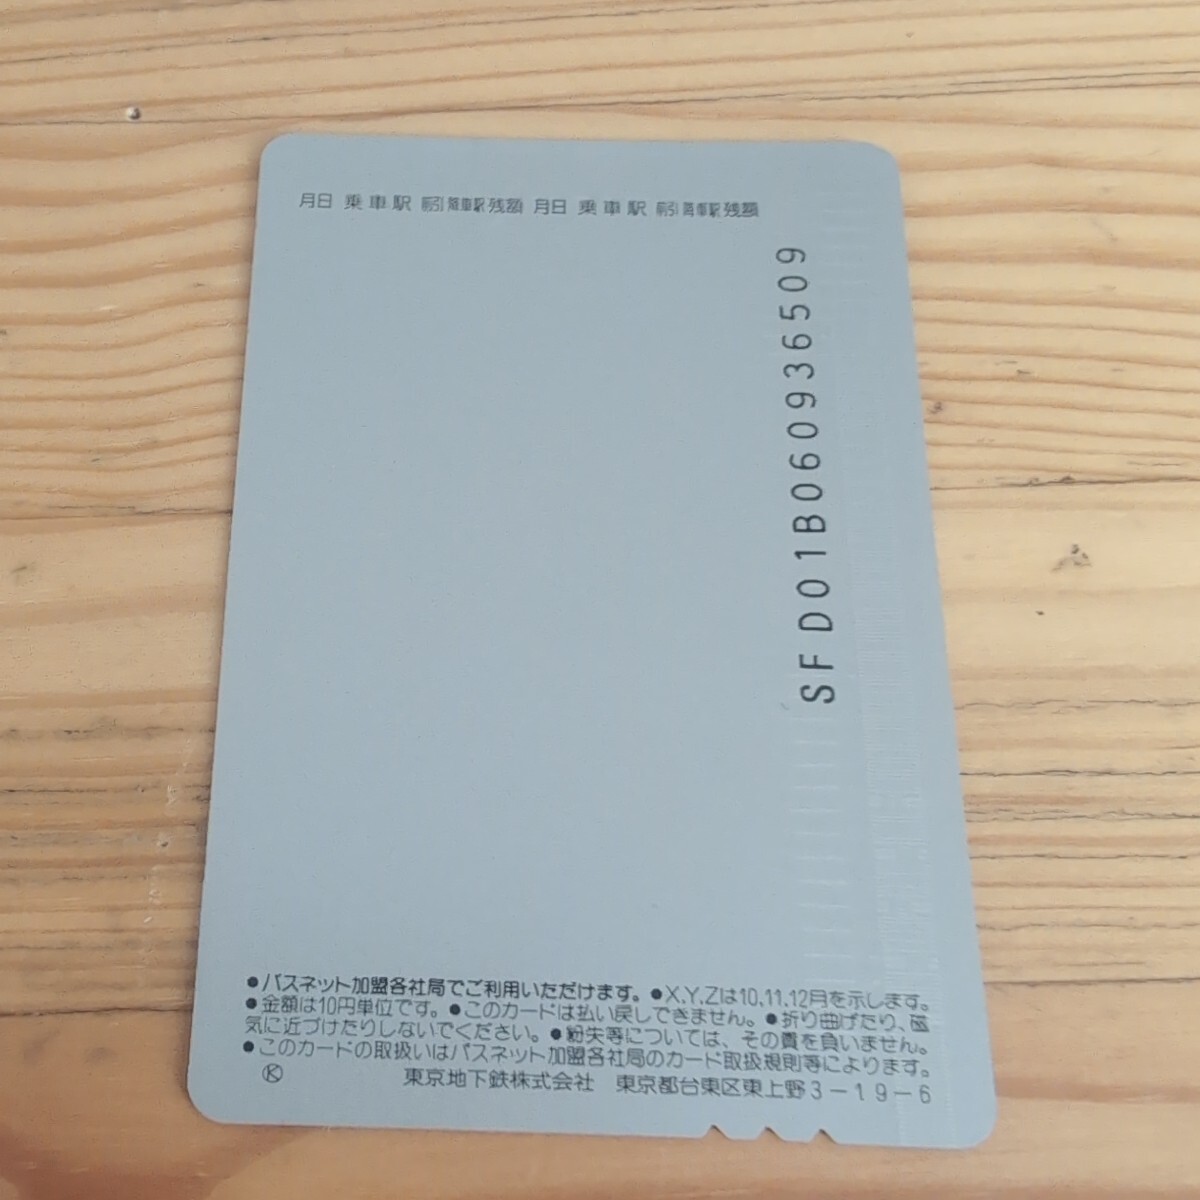 月日 乗車駅 割引 降車駅 残額 月日 乗車駅 割引 降車駅 残額
SFD01B060936509
●パスネット加盟各社局でご利用いただけます。●X,Y,Zは10,11,12月を示します。
●金額は10円単位です。●このカードは払い戻しできません。●折り曲げたり、磁
気に近づけたりしないでください。●紛失等については、その責を負いません。
●このカードの取扱いはパスネット加盟各社局のカード取扱規則等によります。
Ⓚ 東京地下鉄株式会社 東京都台東区東上野3－19－6